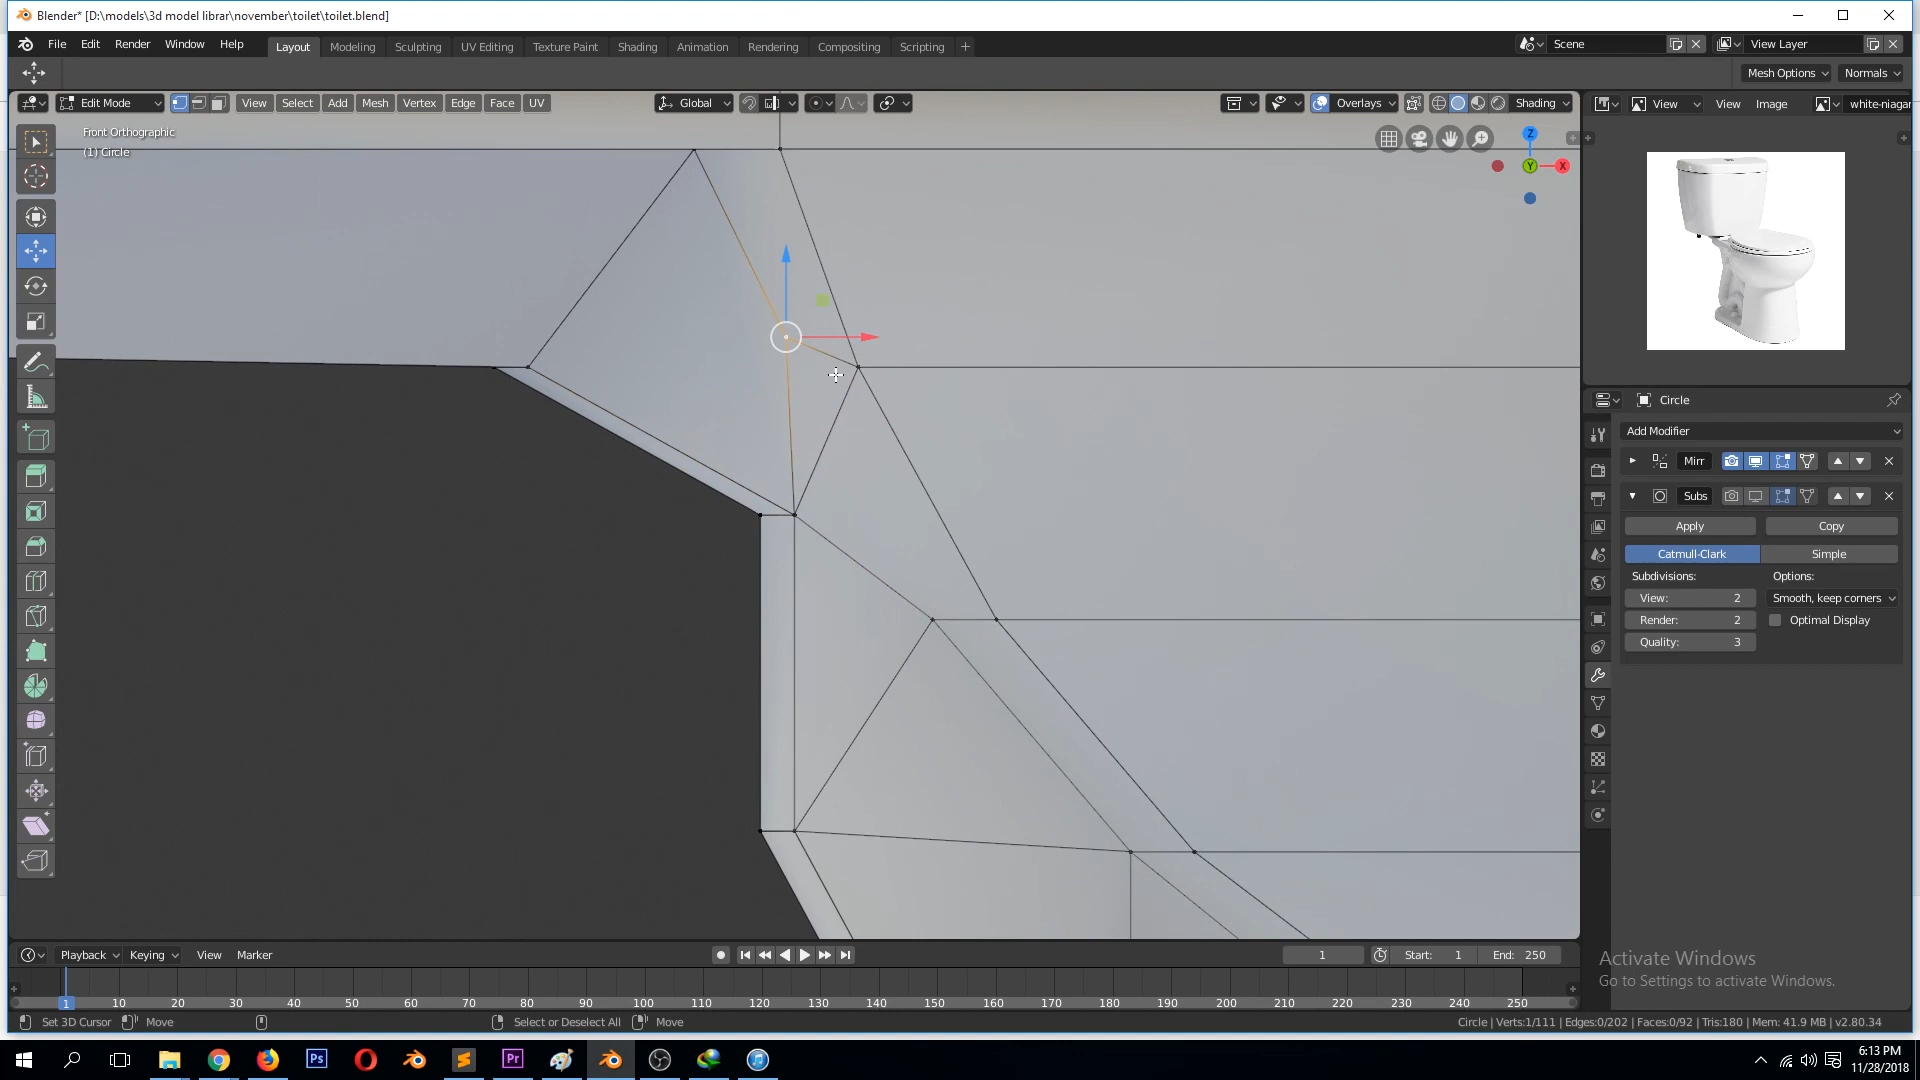 Blender* [D:\models\3d model librar\november\toilet\toilet.blend]
File Edit Render Window Help
Layout Modeling Sculpting UV Editing Texture Paint Shading Animation Rendering Compositing Scripting
Scene
View Layer
Mesh Options
Normals
Edit Mode
View Select Add Mesh Vertex Edge Face UV
Global
Overlays
Shading
View
View
Image
white-niagar
Front Orthographic
(1) Circle
Z
Y
X
Circle
Add Modifier
Mirr
Subs
Apply
Copy
Catmull-Clark
Simple
Subdivisions:
Options:
View: 2
Smooth, keep corners
Render: 2
Optimal Display
Quality: 3
Playback
Keying
View
Marker
1
Start: 1
End: 250
1 10 20 30 40 50 60 70 80 90 100 110 120 130 140 150 160 170 180 190 200 210 220 230 240 250
Activate Windows
Go to Settings to activate Windows.
Set 3D Cursor
Move
Select or Deselect All
Move
Circle | Verts:1/111 | Edges:0/202 | Faces:0/92 | Tris:180 | Mem: 41.9 MB | v2.80.34
Ps
Pr
6:13 PM
11/28/2018